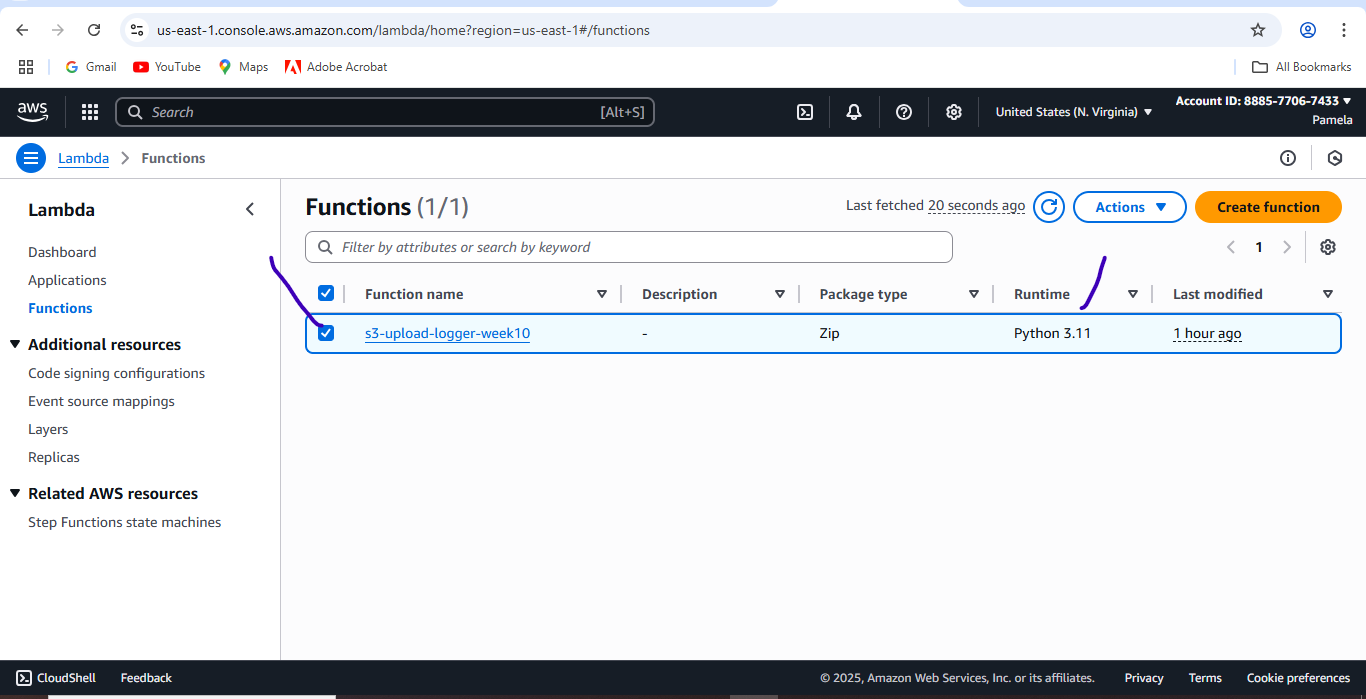 us-east-1.console.aws.amazon.com/lambda/home?region=us-east-1#/functions
Gmail YouTube Maps Adobe Acrobat All Bookmarks
aws Search [Alt+S] United States (N. Virginia) Account ID: 8885-7706-7433
Pamela
Lambda Functions
Lambda
Dashboard
Applications
Functions
Additional resources
Code signing configurations
Event source mappings
Layers
Replicas
Related AWS resources
Step Functions state machines
Functions (1/1) Last fetched 20 seconds ago Actions Create function
Filter by attributes or search by keyword 1
Function name Description Package type Runtime Last modified
s3-upload-logger-week10 - Zip Python 3.11 1 hour ago
CloudShell Feedback © 2025, Amazon Web Services, Inc. or its affiliates. Privacy Terms Cookie preferences